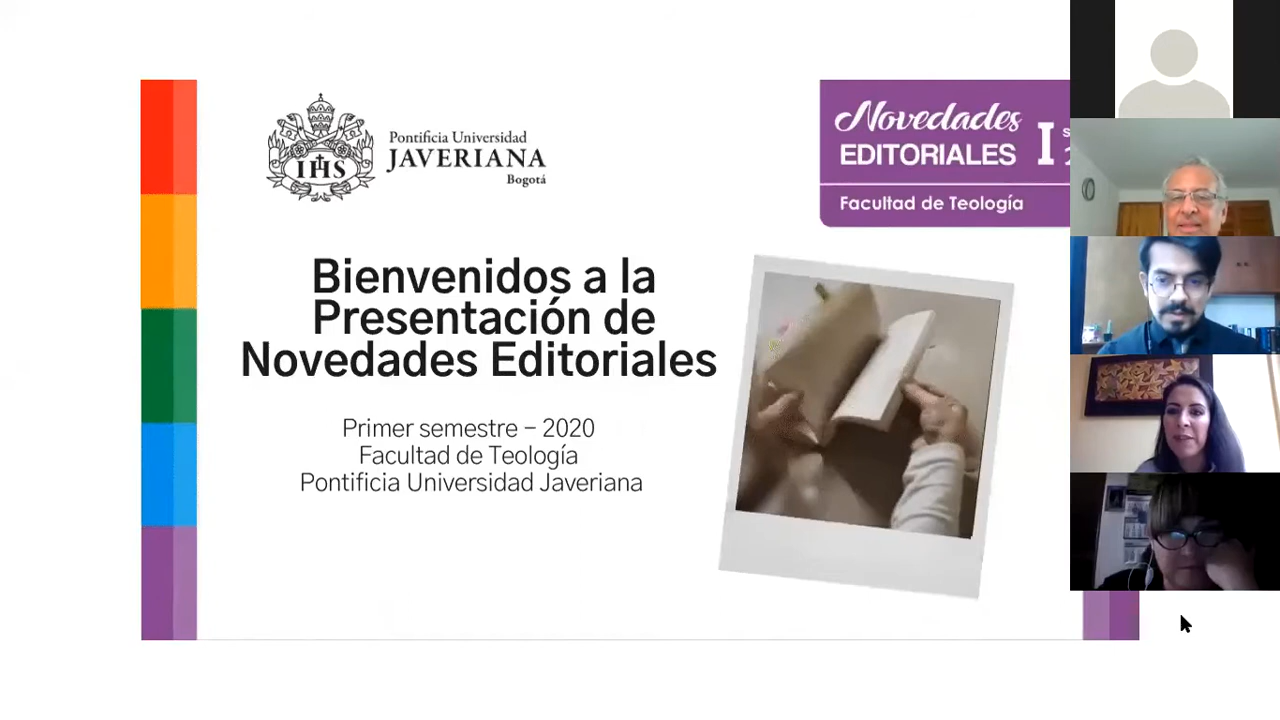 IHS
Pontificia Universidad
JAVERIANA
Bogotá
Novedades
EDITORIALES I
Facultad de Teología
Bienvenidos a la
Presentación de
Novedades Editoriales
Primer semestre – 2020
Facultad de Teología
Pontificia Universidad Javeriana